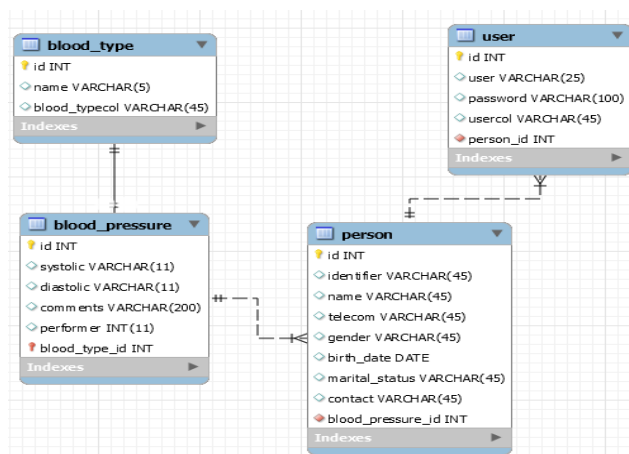 blood_type
id INT
name VARCHAR(5)
blood_typecol VARCHAR(45)
Indexes
user
id INT
user VARCHAR(25)
password VARCHAR(100)
usercol VARCHAR(45)
person_id INT
Indexes
blood_pressure
id INT
systolic VARCHAR(11)
diastolic VARCHAR(11)
comments VARCHAR(200)
performer INT(11)
blood_type_id INT
Indexes
person
id INT
identifier VARCHAR(45)
name VARCHAR(45)
telecom VARCHAR(45)
gender VARCHAR(45)
birth_date DATE
marital_status VARCHAR(45)
contact VARCHAR(45)
blood_pressure_id INT
Indexes